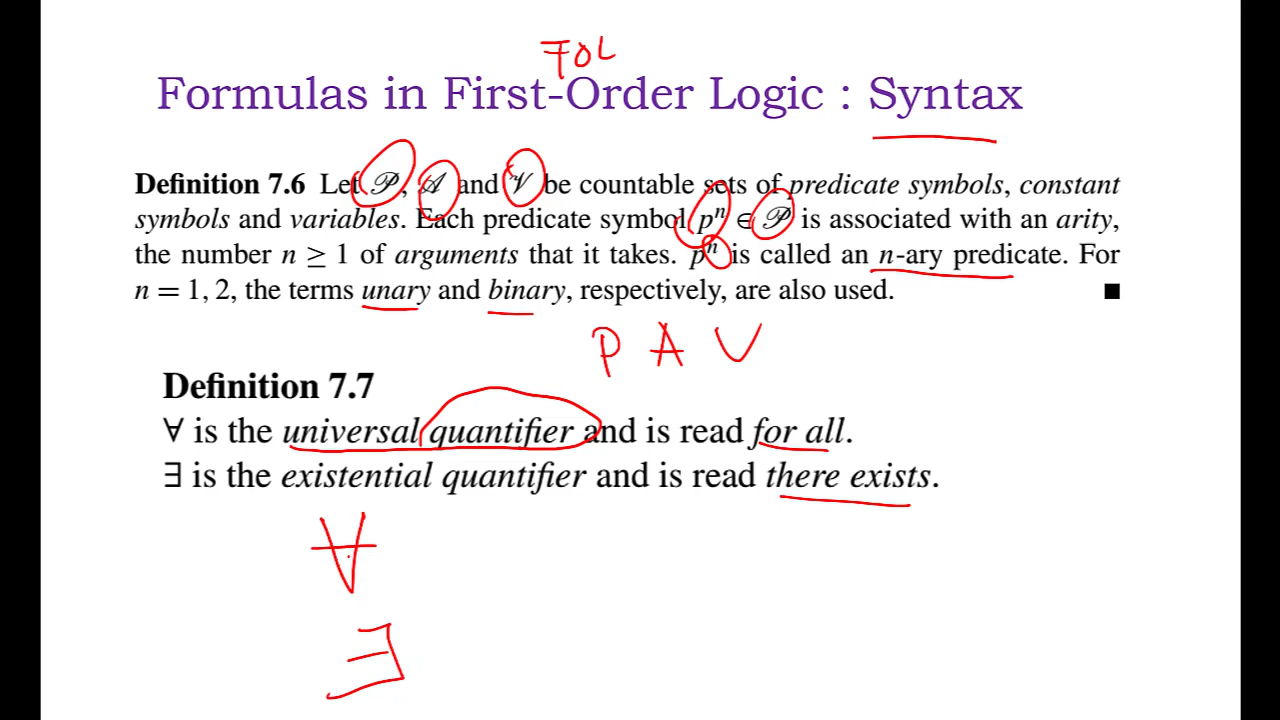 FOL
Formulas in First-Order Logic : Syntax
Definition 7.6 Let 𝒫, 𝒜 and 𝒱 be countable sets of predicate symbols, constant
symbols and variables. Each predicate symbol pⁿ ∈ 𝒫 is associated with an arity,
the number n ≥ 1 of arguments that it takes. pⁿ is called an n-ary predicate. For
n = 1, 2, the terms unary and binary, respectively, are also used. ■
P A V
Definition 7.7
∀ is the universal quantifier and is read for all.
∃ is the existential quantifier and is read there exists.
∀
∃